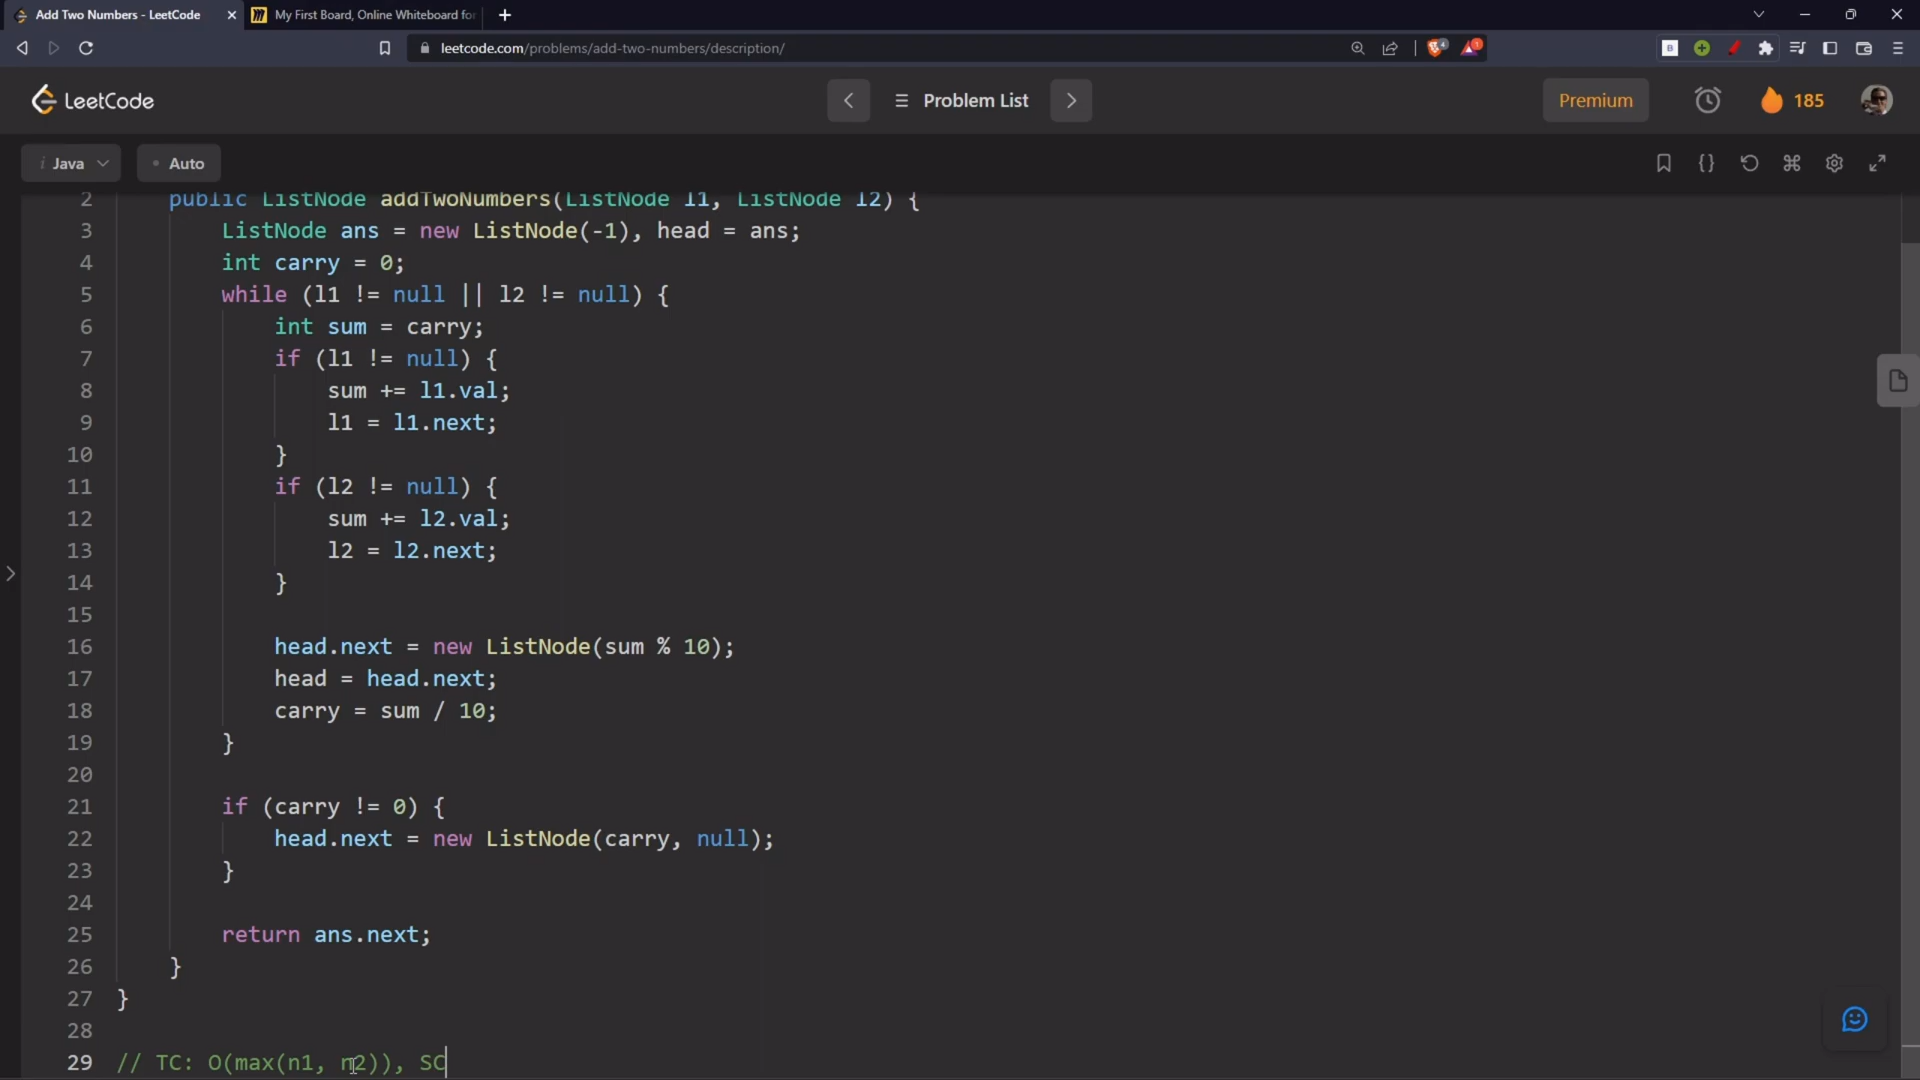 Add Two Numbers - LeetCode
My First Board, Online Whiteboard for
leetcode.com/problems/add-two-numbers/description/
LeetCode
Problem List
Premium
185
i Java
Auto
2 public ListNode addTwoNumbers(ListNode l1, ListNode l2) {
3 ListNode ans = new ListNode(-1), head = ans;
4 int carry = 0;
5 while (l1 != null || l2 != null) {
6 int sum = carry;
7 if (l1 != null) {
8 sum += l1.val;
9 l1 = l1.next;
10 }
11 if (l2 != null) {
12 sum += l2.val;
13 l2 = l2.next;
14 }
15
16 head.next = new ListNode(sum % 10);
17 head = head.next;
18 carry = sum / 10;
19 }
20
21 if (carry != 0) {
22 head.next = new ListNode(carry, null);
23 }
24
25 return ans.next;
26 }
27 }
28
29 // TC: O(max(n1, n2)), SC